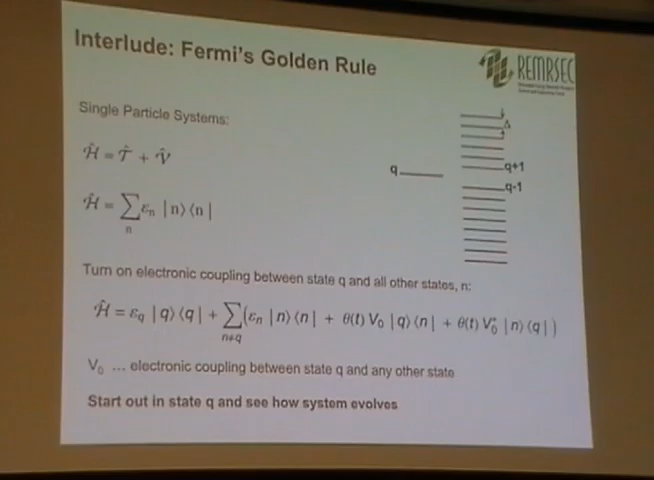 Interlude: Fermi's Golden Rule
REMRSEC
Single Particle Systems:
Δ
Ĥ = T̂ + V̂
q
q+1
q-1
Ĥ = ∑ εₙ |n⟩⟨n|
n
Turn on electronic coupling between state q and all other states, n:
Ĥ = ε_q |q⟩⟨q| + ∑(εₙ |n⟩⟨n| + θ(t) V₀ |q⟩⟨n| + θ(t) V₀* |n⟩⟨q|)
n≠q
V₀ ... electronic coupling between state q and any other state
Start out in state q and see how system evolves